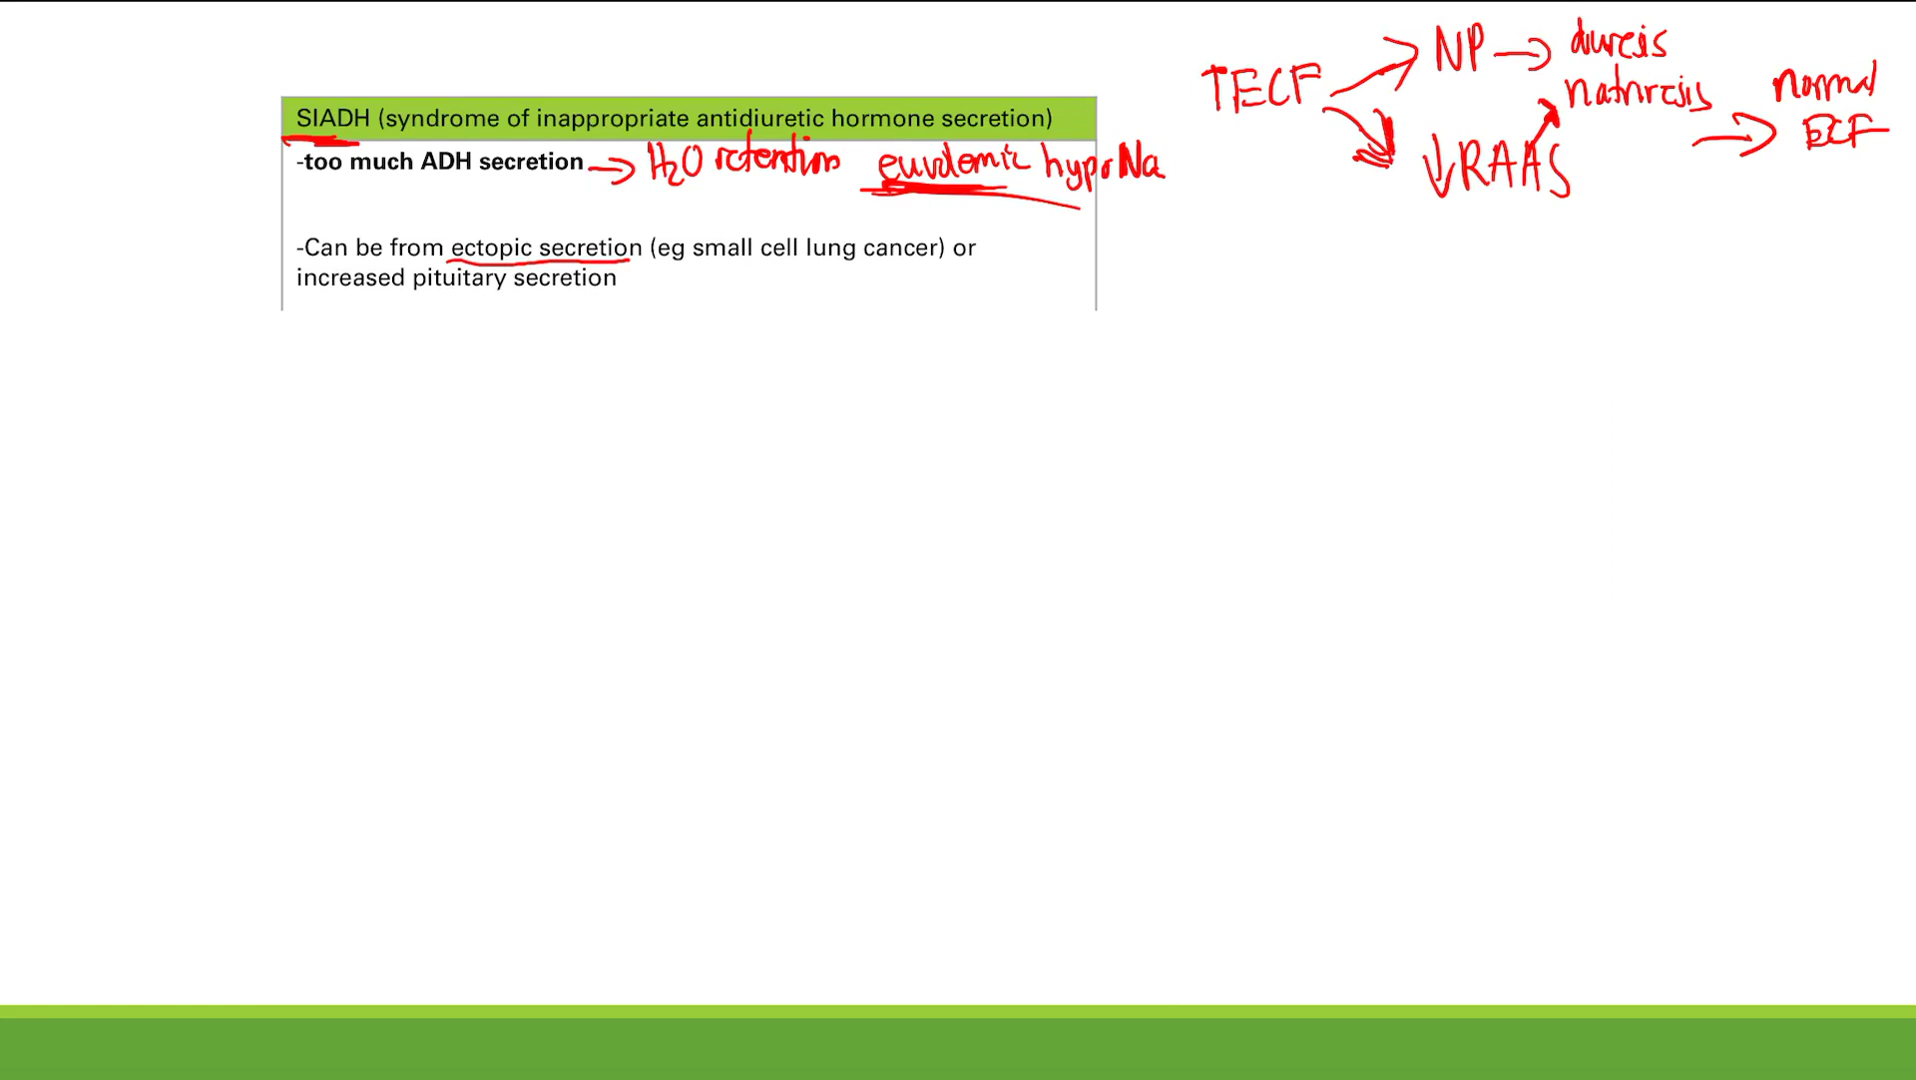 SIADH (syndrome of inappropriate antidiuretic hormone secretion)
-too much ADH secretion → H2O retention euvolemic hypoNa
-Can be from ectopic secretion (eg small cell lung cancer) or
increased pituitary secretion
↑ECF → NP → diuresis
natriuresis
↓RAAS
→ normal
ECF